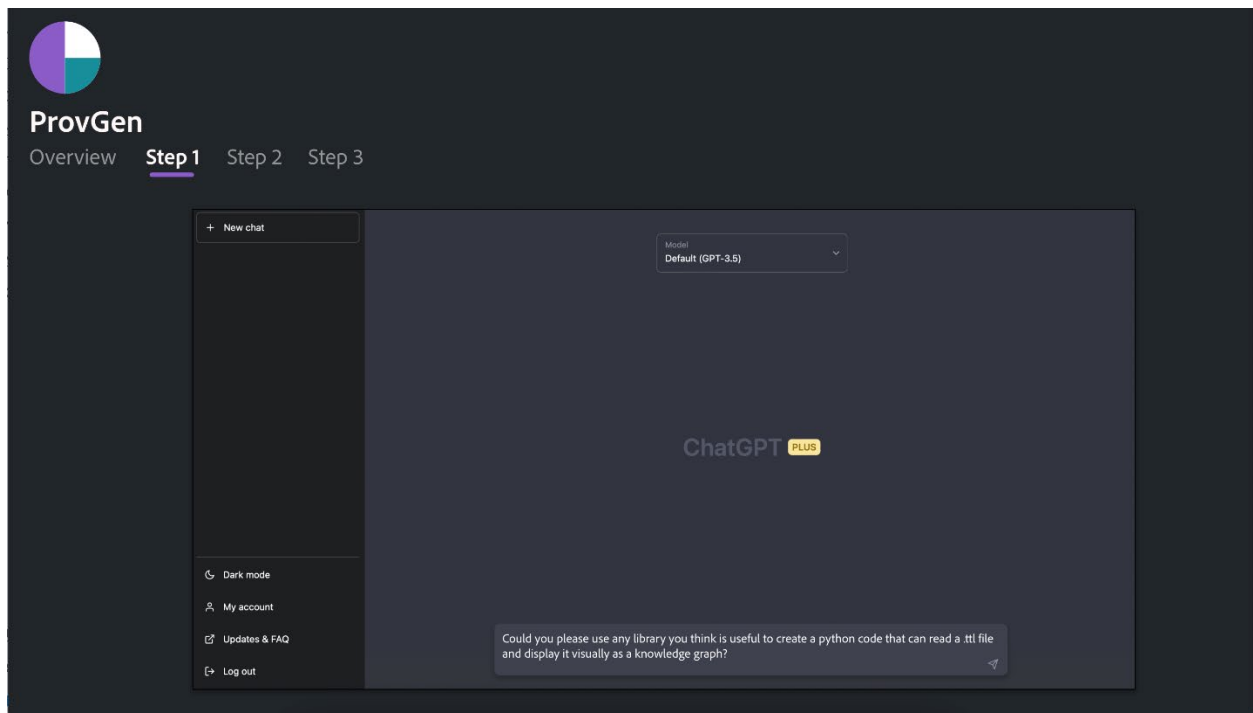 ProvGen
Overview Step 1 Step 2 Step 3
+ New chat
Model
Default (GPT-3.5)
ChatGPT PLUS
Dark mode
My account
Updates & FAQ
Log out
Could you please use any library you think is useful to create a python code that can read a .ttl file
and display it visually as a knowledge graph?